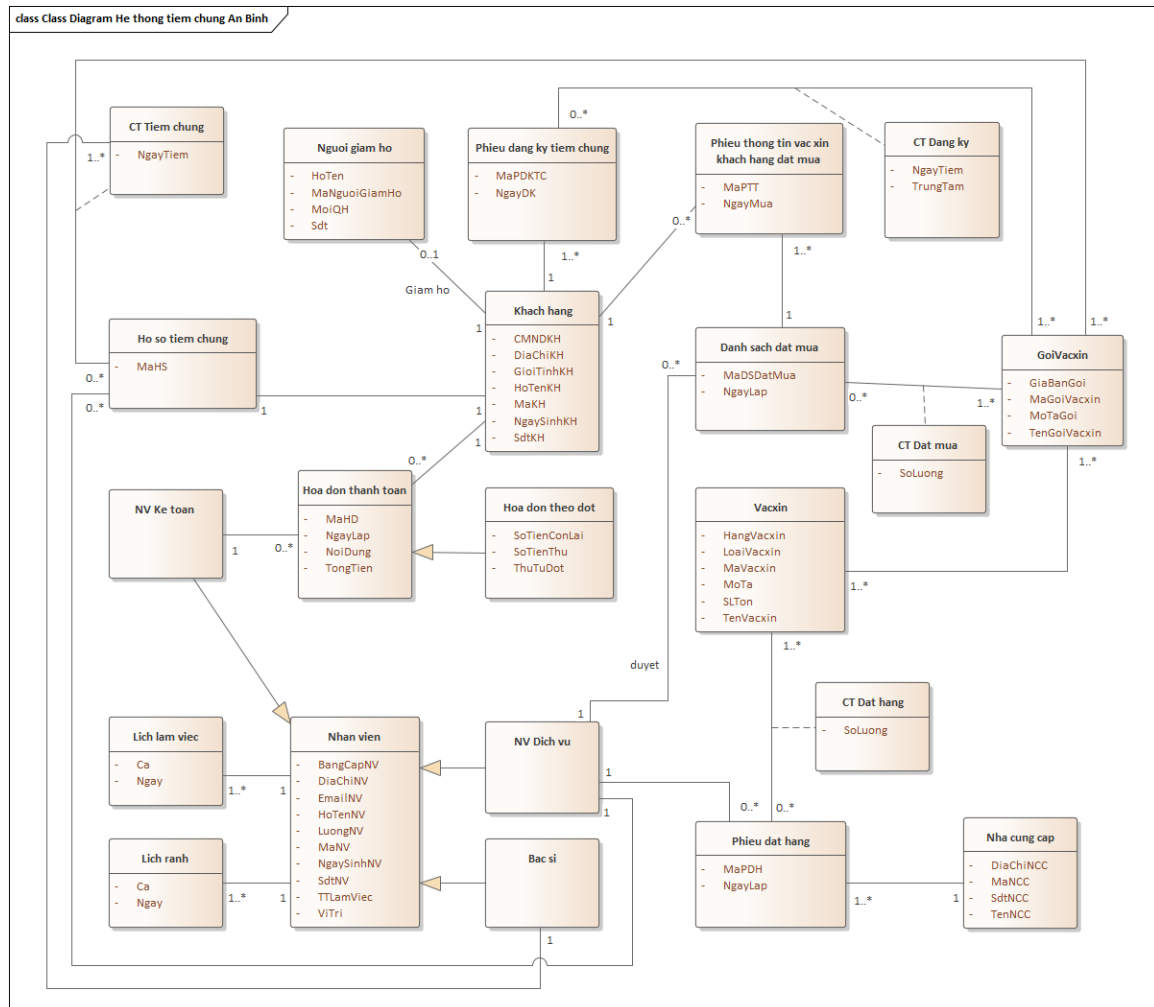 class Class Diagram He thong tiem chung An Binh
CT Tiem chung
- NgayTiem
1..*
Nguoi giam ho
- HoTen
- MaNguoiGiamHo
- MoiQH
- Sdt
0..1
Giam ho
1
Phieu dang ky tiem chung
- MaPDKTC
- NgayDK
0..*
1..*
1
Phieu thong tin vac xin
khach hang dat mua
- MaPTT
- NgayMua
0..*
1
1..*
1
CT Dang ky
- NgayTiem
- TrungTam
1..*
1..*
Ho so tiem chung
- MaHS
0..*
0..*
1
1
Khach hang
- CMNDKH
- DiaChiKH
- GioiTinhKH
- HoTenKH
- MaKH
- NgaySinhKH
- SdtKH
1
0..*
Danh sach dat mua
- MaDSDatMua
- NgayLap
0..*
0..*
1..*
GoiVacxin
- GiaBanGoi
- MaGoiVacxin
- MoTaGoi
- TenGoiVacxin
1..*
CT Dat mua
- SoLuong
NV Ke toan
1
0..*
Hoa don thanh toan
- MaHD
- NgayLap
- NoiDung
- TongTien
Hoa don theo dot
- SoTienConLai
- SoTienThu
- ThuTuDot
Vacxin
- HangVacxin
- LoaiVacxin
- MaVacxin
- MoTa
- SLTon
- TenVacxin
1..*
1..*
duyet
1
CT Dat hang
- SoLuong
Lich lam viec
- Ca
- Ngay
1..*
1
Nhan vien
- BangCapNV
- DiaChiNV
- EmailNV
- HoTenNV
- LuongNV
- MaNV
- NgaySinhNV
- SdtNV
- TTLamViec
- ViTri
NV Dich vu
1
1
0..*
0..*
Lich ranh
- Ca
- Ngay
1..*
1
Bac si
1
Phieu dat hang
- MaPDH
- NgayLap
1..*
1
Nha cung cap
- DiaChiNCC
- MaNCC
- SdtNCC
- TenNCC